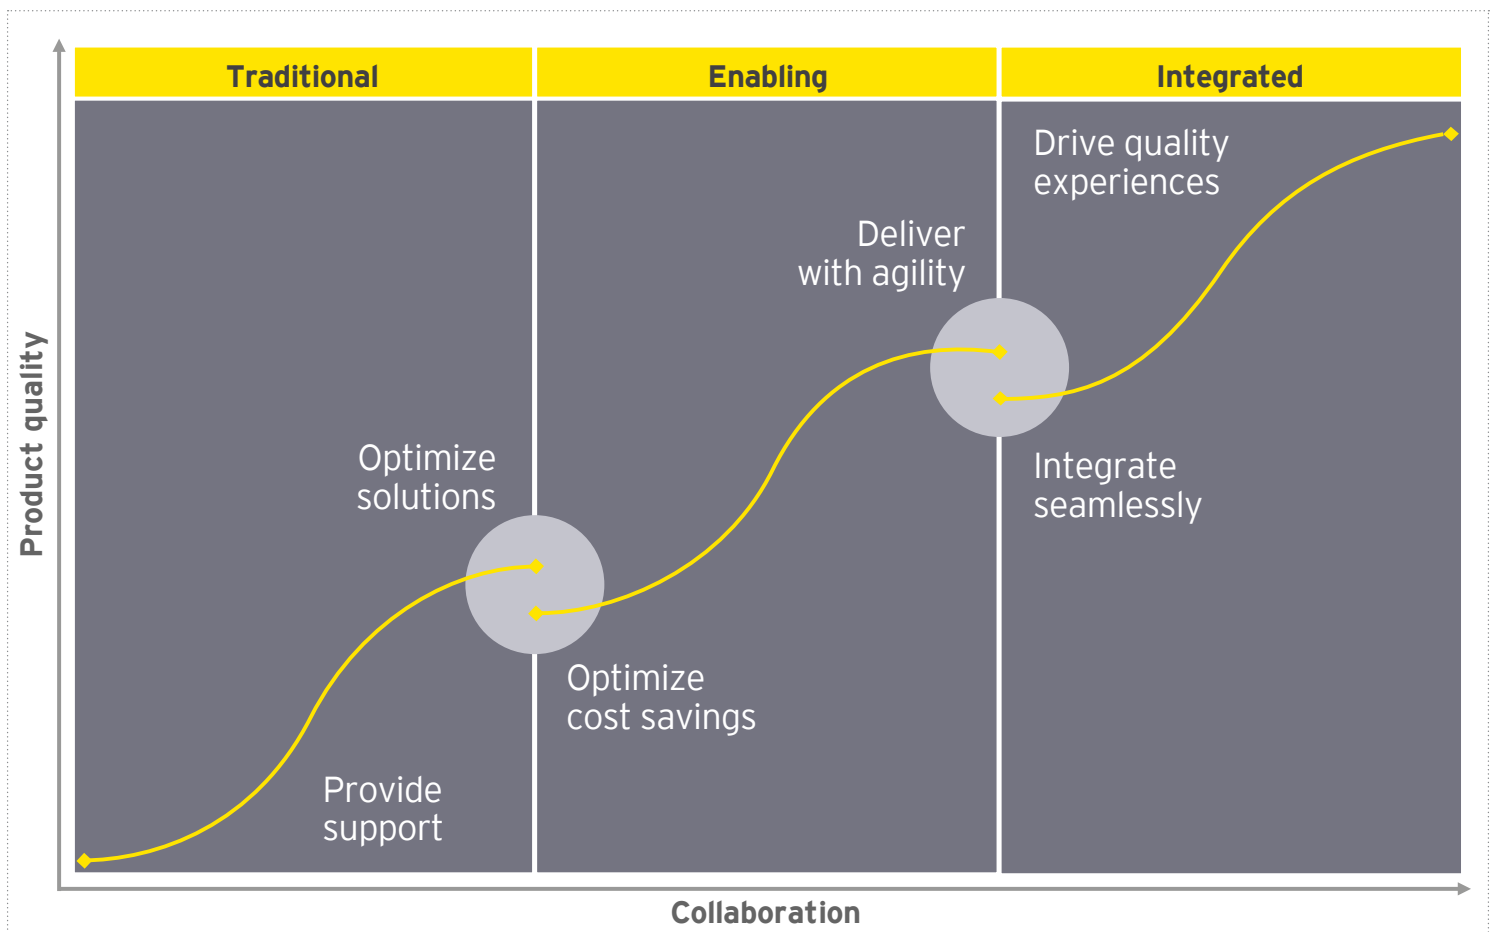 Traditional
Enabling
Integrated
Drive quality
experiences
Deliver
with agility
Optimize
solutions
Integrate
seamlessly
Optimize
cost savings
Provide
support
Product quality
Collaboration